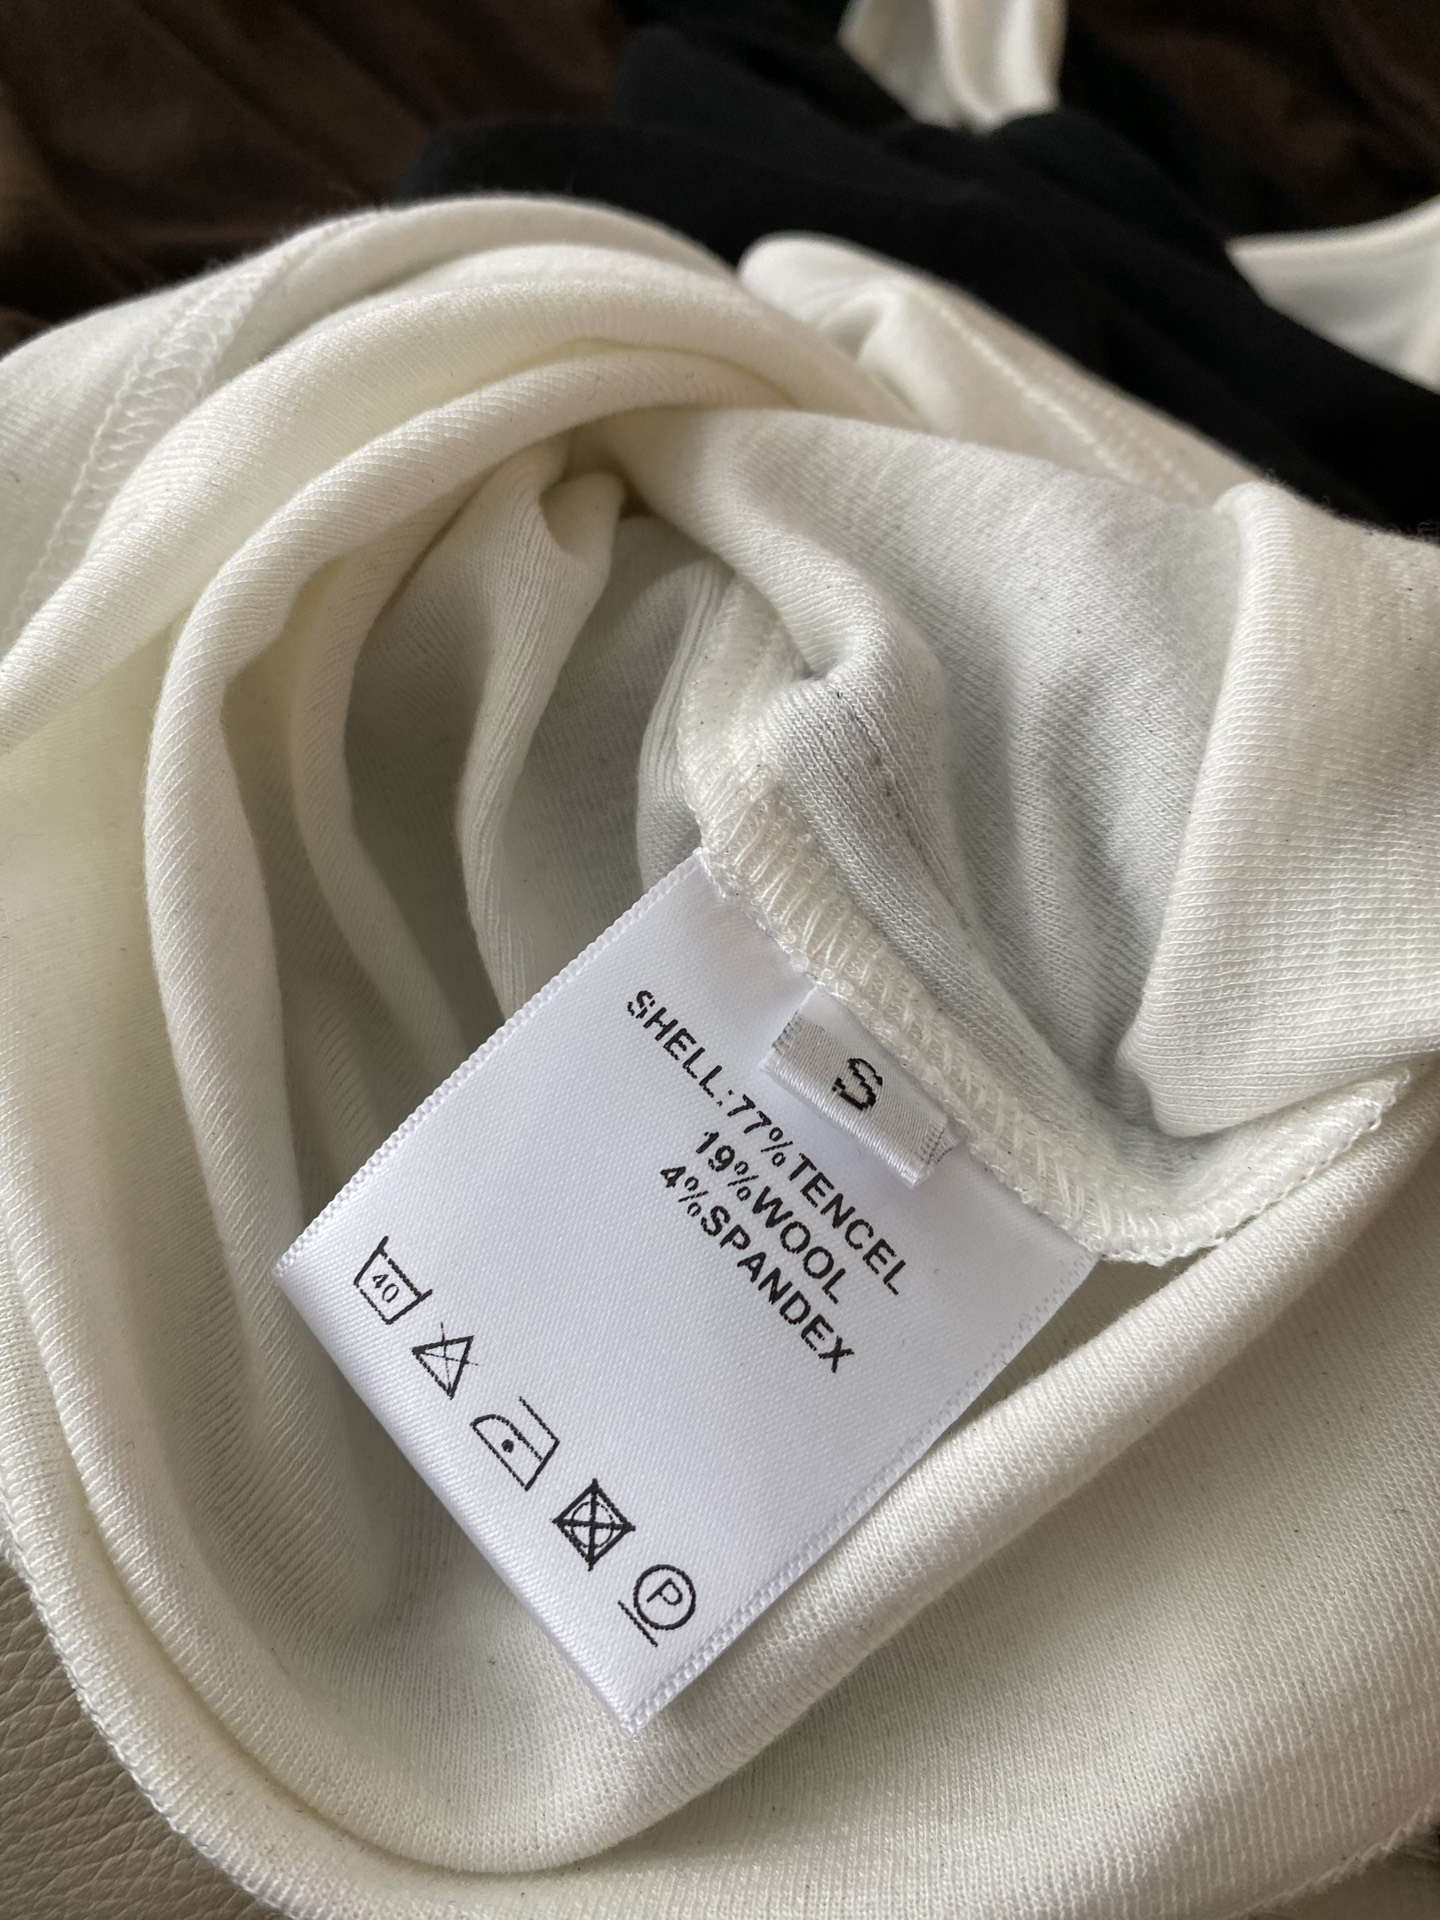 S
SHELL:77%TENCEL
19%WOOL
4%SPANDEX
40
P